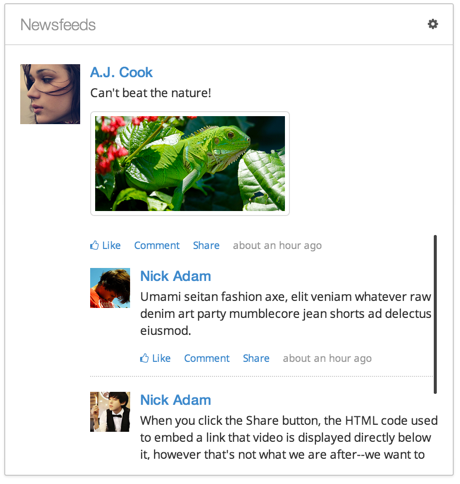 Newsfeeds
A.J. Cook
Can't beat the nature!
Like Comment Share about an hour ago
Nick Adam
Umami seitan fashion axe, elit veniam whatever raw
denim art party mumblecore jean shorts ad delectus
eiusmod.
Like Comment Share about an hour ago
Nick Adam
When you click the Share button, the HTML code used
to embed a link that video is displayed directly below
it, however that's not what we are after--we want to